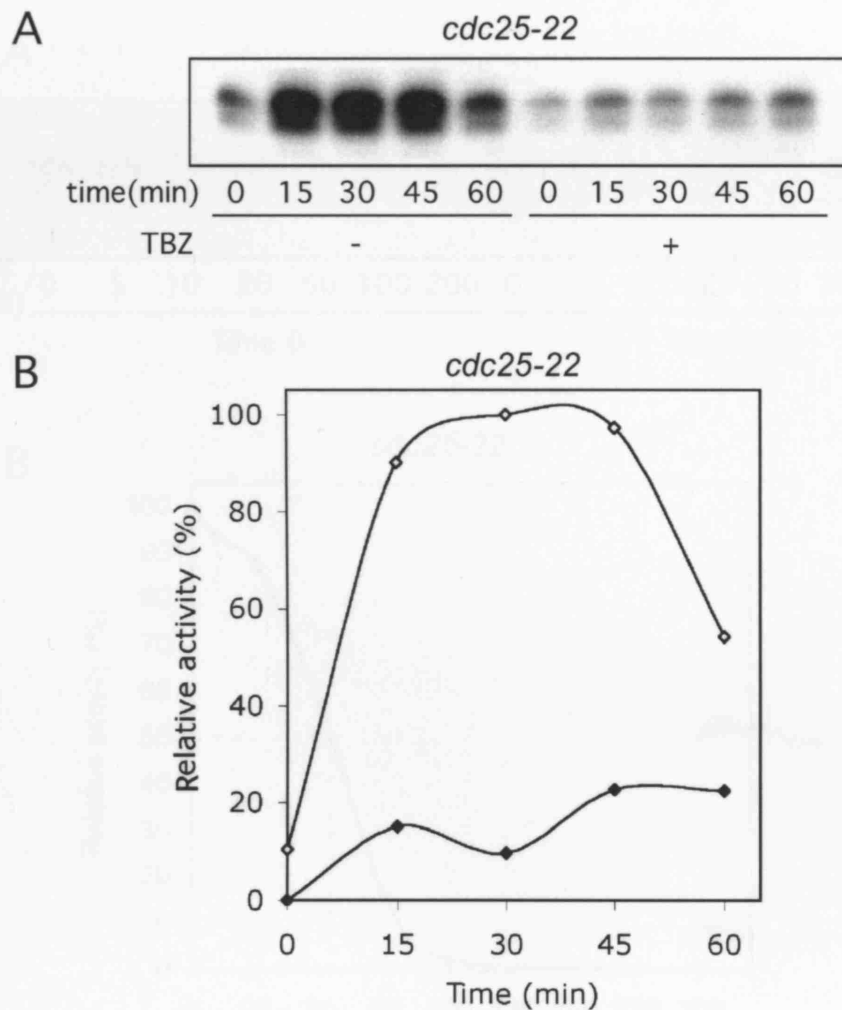 A
cdc25-22
time(min) 0 15 30 45 60 0 15 30 45 60
TBZ - +
B
cdc25-22
Relative activity (%)
100
80
60
40
20
0
0 15 30 45 60
Time (min)